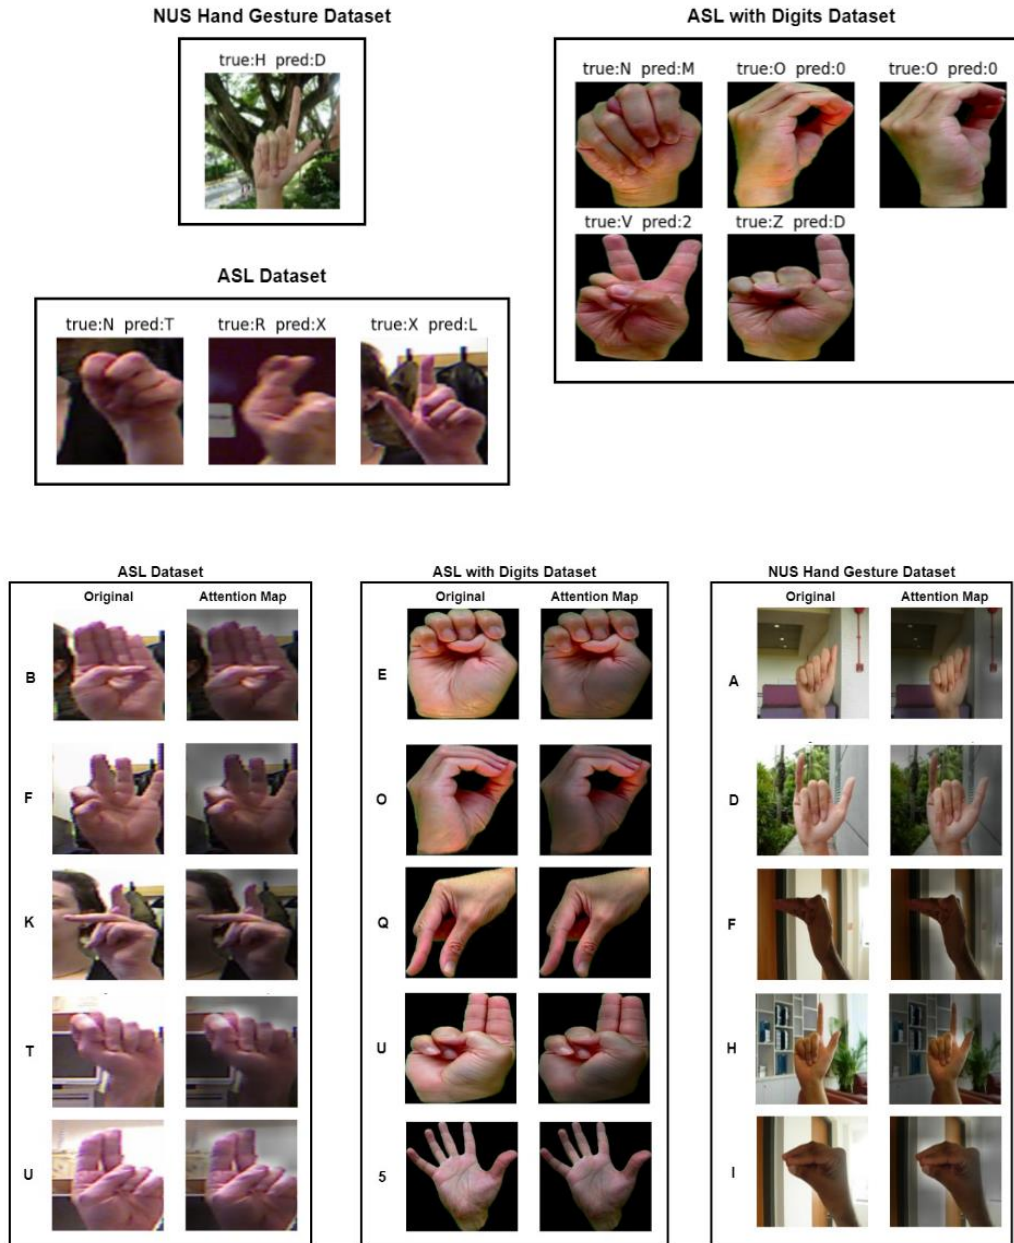 NUS Hand Gesture Dataset
true:H pred:D
ASL with Digits Dataset
true:N pred:M true:O pred:0 true:O pred:0
true:V pred:2 true:Z pred:D
ASL Dataset
true:N pred:T true:R pred:X true:X pred:L
ASL Dataset
Original Attention Map
B
F
K
T
U
ASL with Digits Dataset
Original Attention Map
E
O
Q
U
5
NUS Hand Gesture Dataset
Original Attention Map
A
D
F
H
I